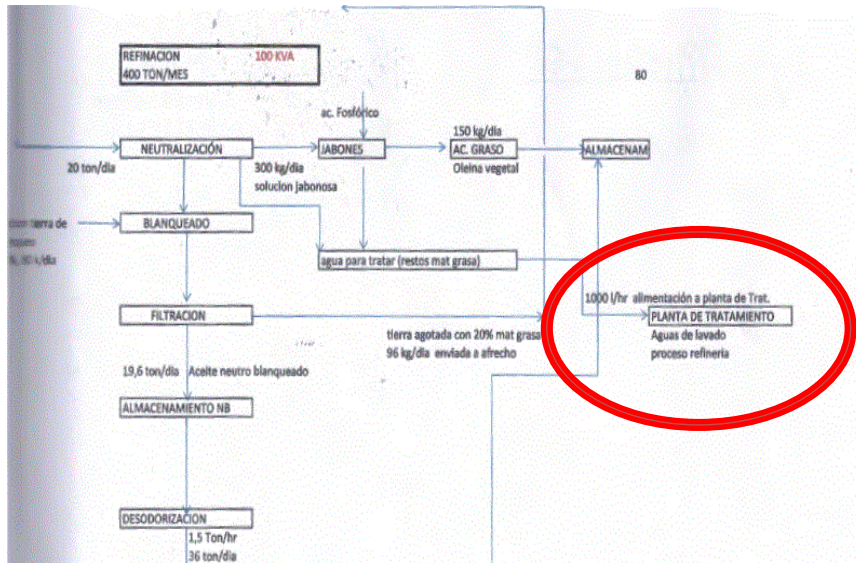 REFINACION 100 KVA
400 TON/MES
80
ac. Fosfórico
150 kg/dia
NEUTRALIZACIÓN
JABONES
AC. GRASO
ALMACENAM
20 ton/dia
300 kg/dia
Oleina vegetal
solucion jabonosa
tierra de
BLANQUEADO
agua para tratar (restos mat grasa)
1000 l/hr alimentación a planta de Trat.
FILTRACION
PLANTA DE TRATAMIENTO
tierra agotada con 20% mat grasa
Aguas de lavado
96 kg/dia enviada a afrecho
proceso refineria
19,6 ton/dia Aceite neutro blanqueado
ALMACENAMIENTO NB
DESODORIZACION
1,5 Ton/hr
36 ton/dia